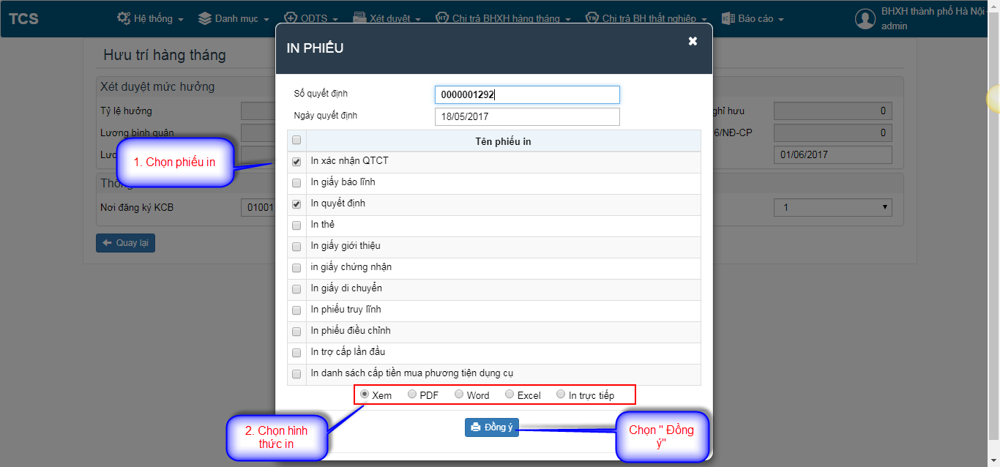 TCS
Hệ thống
Danh mục
ODTS
Xét duyệt
Chi trả BHXH hàng tháng
Chi trả BH thất nghiệp
Báo cáo
BHXH thành phố Hà Nội -
admin
Hưu trí hàng tháng
Xét duyệt mức hưởng
Tỷ lệ hưởng
Lương bình quân
Lươ
ghỉ hưu
0
6/NĐ-CP
0
01/06/2017
Thông
Nơi đăng ký KCB
01001
1
Quay lại
IN PHIẾU
Số quyết định
0000001292
Ngày quyết định
18/05/2017
Tên phiếu in
In xác nhận QTCT
In giấy báo lĩnh
In quyết định
In thẻ
In giấy giới thiệu
in giấy chứng nhận
In giấy di chuyển
In phiếu truy lĩnh
In phiếu điều chỉnh
In trợ cấp lần đầu
In danh sách cấp tiền mua phương tiện dụng cụ
Xem PDF Word Excel In trực tiếp
Đồng ý
1. Chọn phiếu in
2. Chọn hình
thức in
Chọn " Đồng
ý"